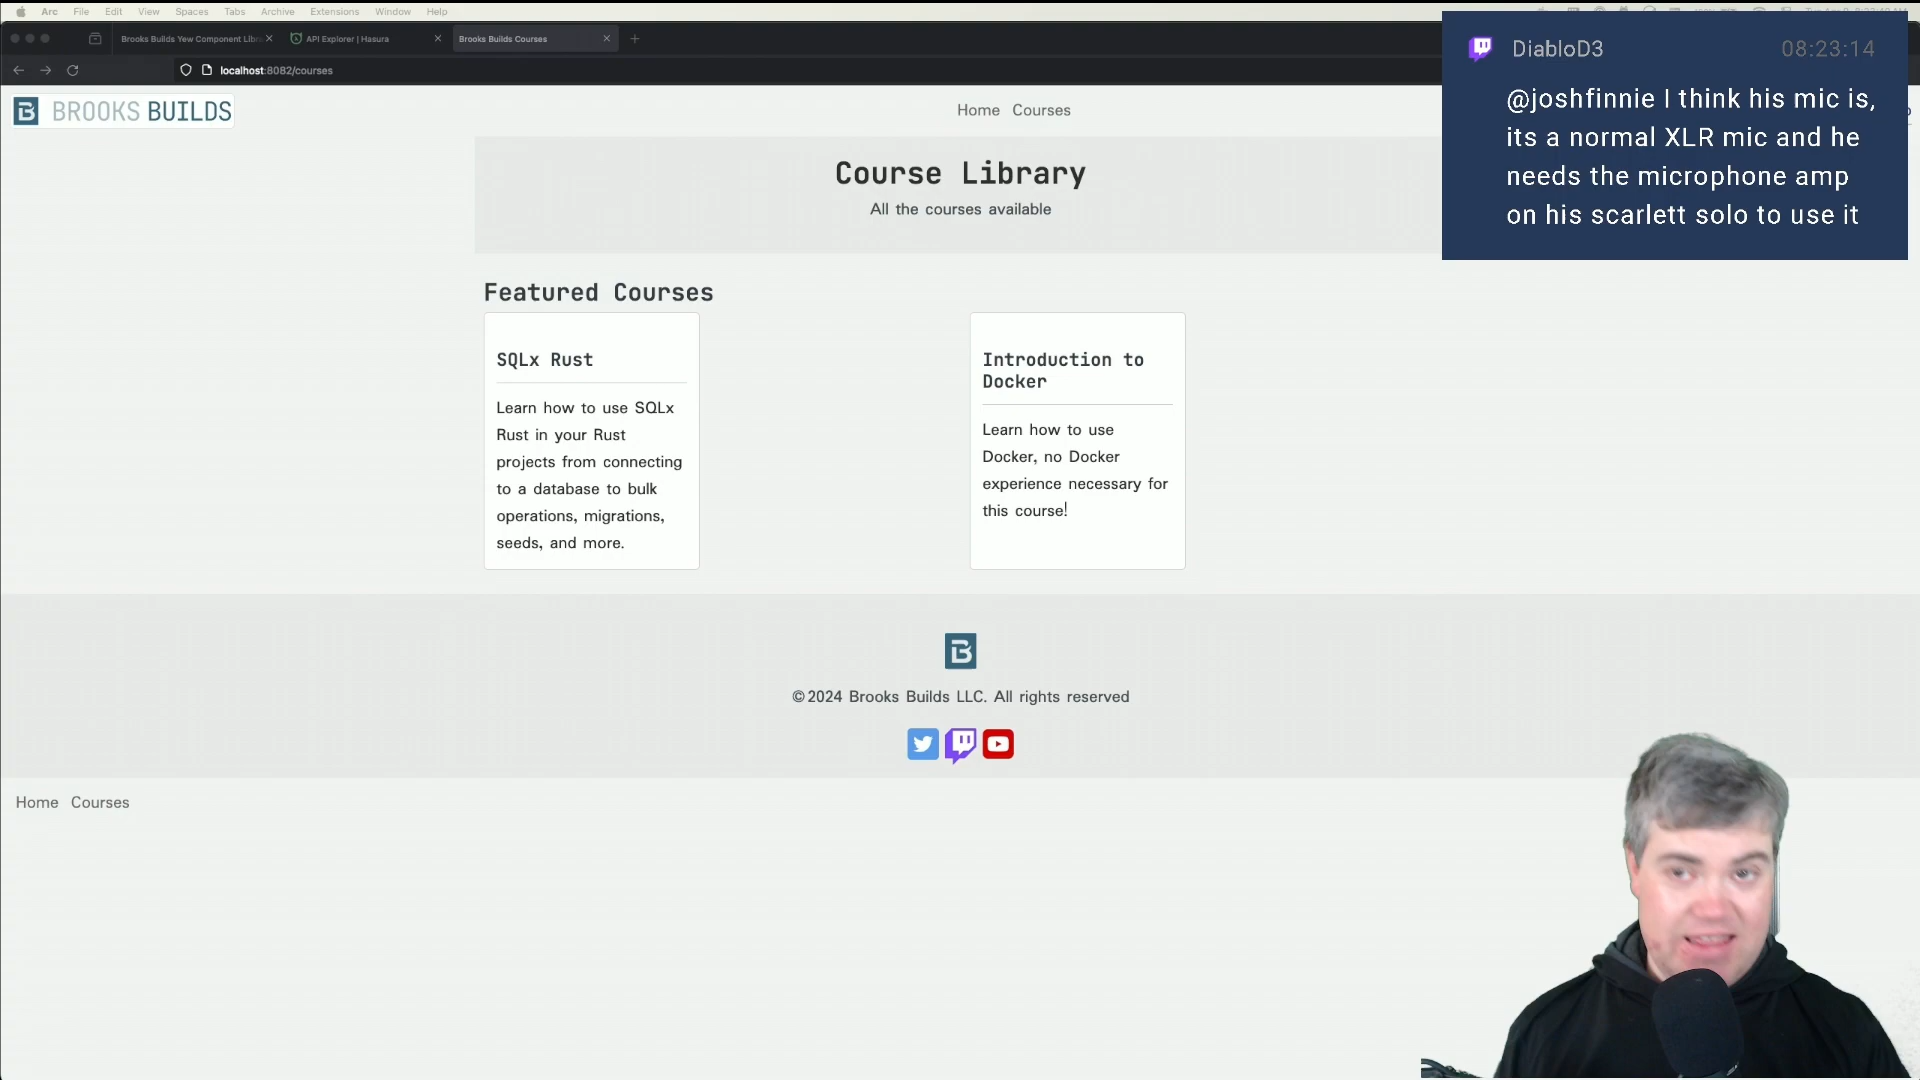 Arc File Edit View Spaces Tabs Archive Extensions Window Help
Brooks Builds Yew Component Libr
API Explorer | Hasura
Brooks Builds Courses
localhost:8082/courses
BROOKS BUILDS
Home Courses
DiabloD3 08:23:14
@joshfinnie I think his mic is,
its a normal XLR mic and he
needs the microphone amp
on his scarlett solo to use it
Course Library
All the courses available
Featured Courses
SQLx Rust
Learn how to use SQLx
Rust in your Rust
projects from connecting
to a database to bulk
operations, migrations,
seeds, and more.
Introduction to
Docker
Learn how to use
Docker, no Docker
experience necessary for
this course!
©2024 Brooks Builds LLC. All rights reserved
Home Courses